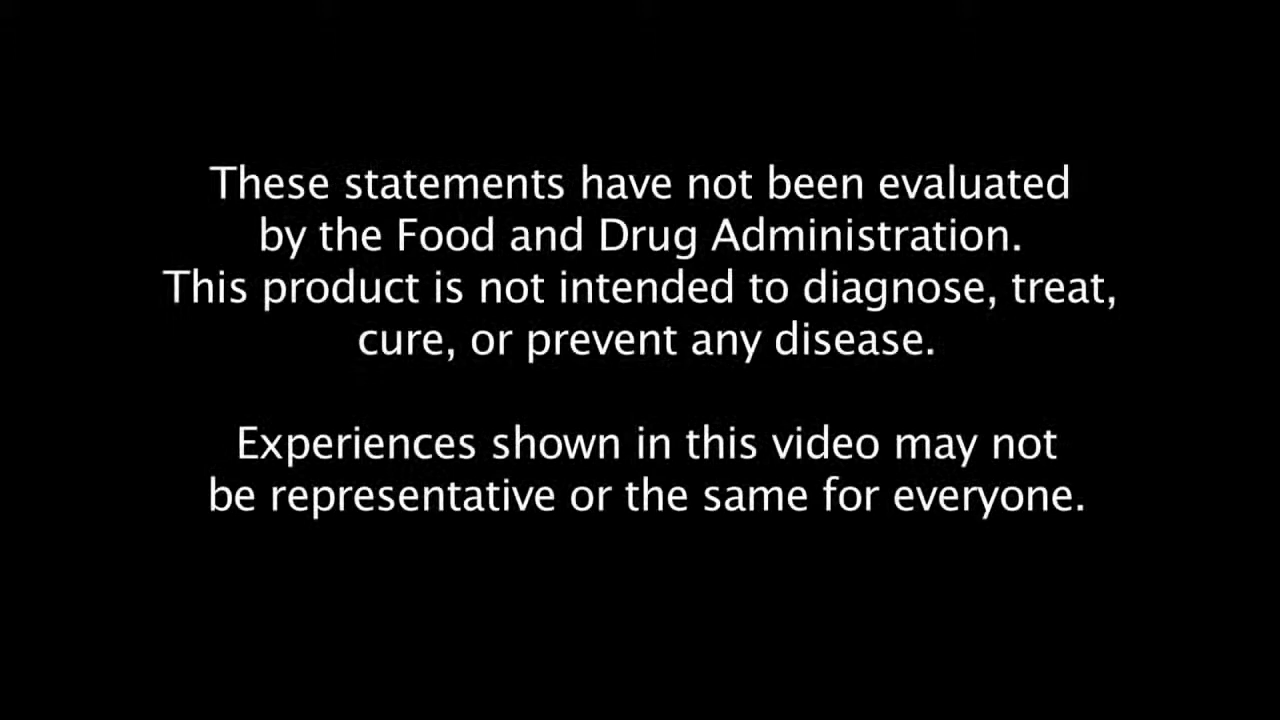 These statements have not been evaluated
by the Food and Drug Administration.
This product is not intended to diagnose, treat,
cure, or prevent any disease.
Experiences shown in this video may not
be representative or the same for everyone.